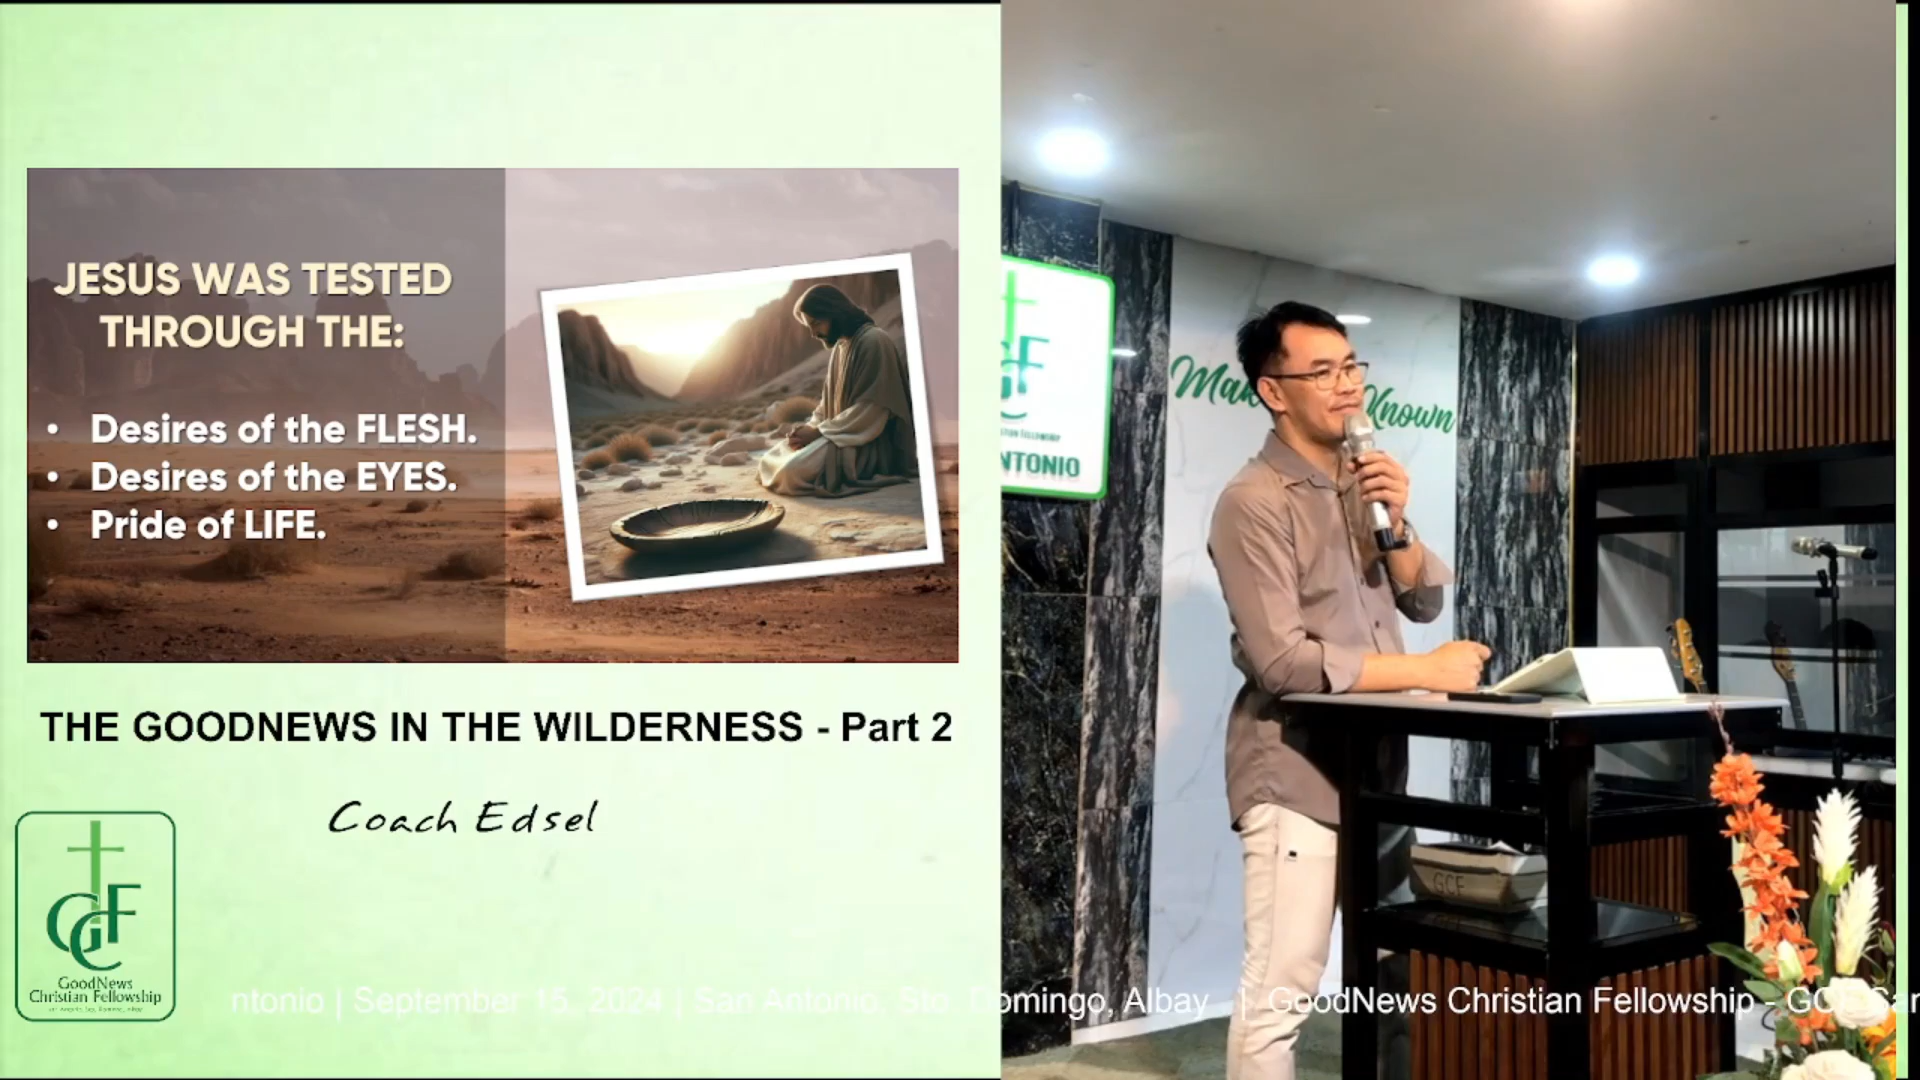 JESUS WAS TESTED
THROUGH THE:
• Desires of the FLESH.
• Desires of the EYES.
• Pride of LIFE.
THE GOODNEWS IN THE WILDERNESS - Part 2
Coach Edsel
GCF
GoodNews
Christian Fellowship
ntonio | September 15, 2024 | San Antonio, Sto. Domingo, Albay | GoodNews Christian Fellowship - GCF
NTONIO
Known
GCF